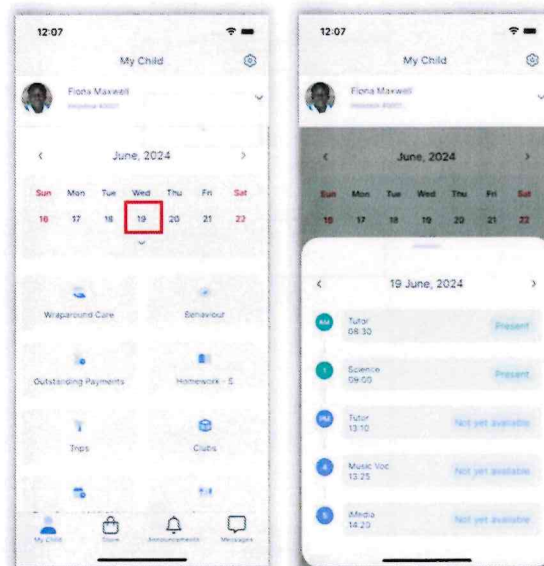 12:07
My Child
Fiona Maxwell
June, 2024
Sun Mon Tue Wed Thu Fri Sat
16 17 18 19 20 21 22
Wraparound Care Behaviour
Outstanding Payments Homework - S
Trips Clubs
My Child Store Announcements Messages
12:07
My Child
Fiona Maxwell
June, 2024
Sun Mon Tue Wed Thu Fri Sat
16 17 18 19 20 21 22
19 June, 2024
AM Tutor
08:30 Present
1 Science
09:00 Present
PM Tutor
13:10 Not yet available
4 Music Voc
13:25 Not yet available
5 iMedia
14:20 Not yet available